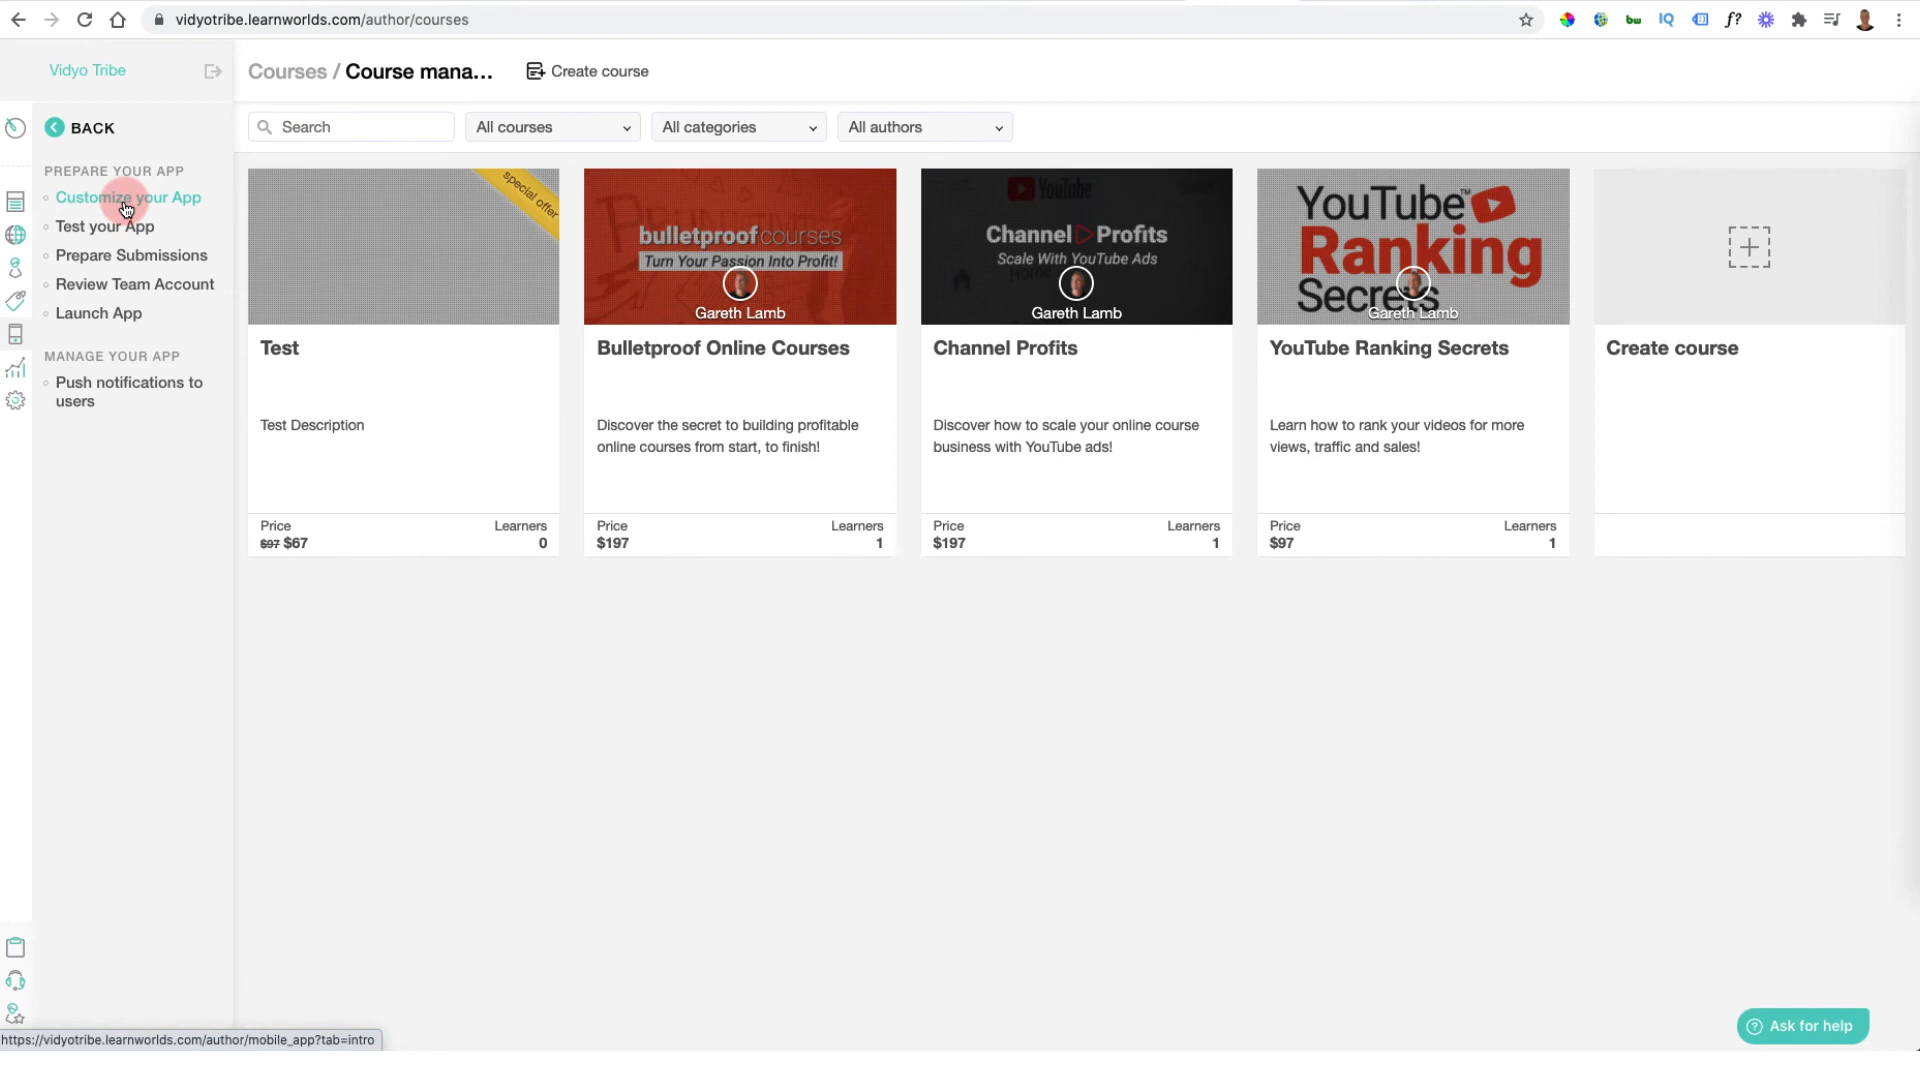 vidyotribe.learnworlds.com/author/courses
Vidyo Tribe
Courses / Course mana...
Create course
BACK
Search
All courses
All categories
All authors
PREPARE YOUR APP
Customize your App
Test your App
Prepare Submissions
Review Team Account
Launch App
MANAGE YOUR APP
Push notifications to
users
special offer
Test
Test Description
Price
Learners
$97 $67
0
bulletproof courses
Turn Your Passion Into Profit!
Gareth Lamb
Bulletproof Online Courses
Discover the secret to building profitable
online courses from start, to finish!
Price
Learners
$197
1
YouTube
Channel Profits
Scale With YouTube Ads
Home
Gareth Lamb
Channel Profits
Discover how to scale your online course
business with YouTube ads!
Price
Learners
$197
1
YouTube™
Ranking
Secrets
Gareth Lamb
YouTube Ranking Secrets
Learn how to rank your videos for more
views, traffic and sales!
Price
Learners
$97
1
Create course
Ask for help
https://vidyotribe.learnworlds.com/author/mobile_app?tab=intro
bw
IQ
f?